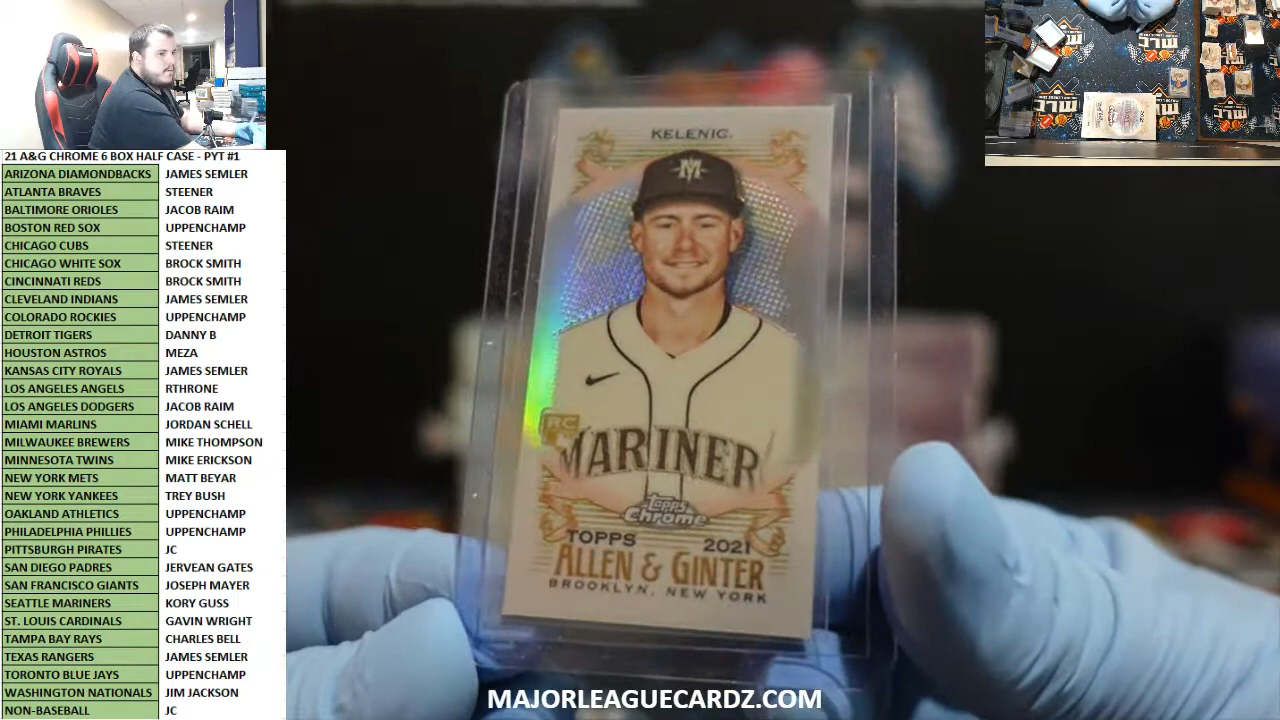 21 A&G CHROME 6 BOX HALF CASE - PYT #1
ARIZONA DIAMONDBACKS JAMES SEMLER
ATLANTA BRAVES STEENER
BALTIMORE ORIOLES JACOB RAIM
BOSTON RED SOX UPPENCHAMP
CHICAGO CUBS STEENER
CHICAGO WHITE SOX BROCK SMITH
CINCINNATI REDS BROCK SMITH
CLEVELAND INDIANS JAMES SEMLER
COLORADO ROCKIES UPPENCHAMP
DETROIT TIGERS DANNY B
HOUSTON ASTROS MEZA
KANSAS CITY ROYALS JAMES SEMLER
LOS ANGELES ANGELS RTHRONE
LOS ANGELES DODGERS JACOB RAIM
MIAMI MARLINS JORDAN SCHELL
MILWAUKEE BREWERS MIKE THOMPSON
MINNESOTA TWINS MIKE ERICKSON
NEW YORK METS MATT BEYAR
NEW YORK YANKEES TREY BUSH
OAKLAND ATHLETICS UPPENCHAMP
PHILADELPHIA PHILLIES UPPENCHAMP
PITTSBURGH PIRATES JC
SAN DIEGO PADRES JERVEAN GATES
SAN FRANCISCO GIANTS JOSEPH MAYER
SEATTLE MARINERS KORY GUSS
ST. LOUIS CARDINALS GAVIN WRIGHT
TAMPA BAY RAYS CHARLES BELL
TEXAS RANGERS JAMES SEMLER
TORONTO BLUE JAYS UPPENCHAMP
WASHINGTON NATIONALS JIM JACKSON
NON-BASEBALL JC
KELENIC.
M
RC
MARINER
Topps
Chrome
TOPPS 2021
ALLEN & GINTER
BROOKLYN, NEW YORK
MAJORLEAGUECARDZ.COM
MLC
MLC